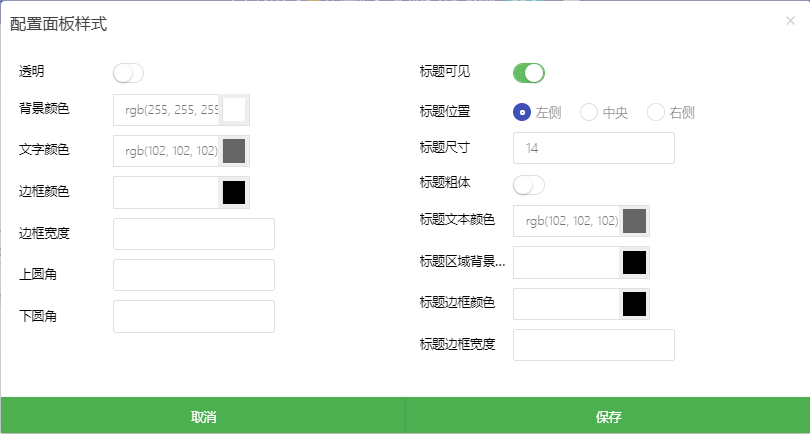 配置面板样式
×
透明
背景颜色
rgb(255, 255, 255
文字颜色
rgb(102, 102, 102)
边框颜色
边框宽度
上圆角
下圆角
标题可见
标题位置
左侧
中央
右侧
标题尺寸
14
标题粗体
标题文本颜色
rgb(102, 102, 102)
标题区域背景...
标题边框颜色
标题边框宽度
取消
保存